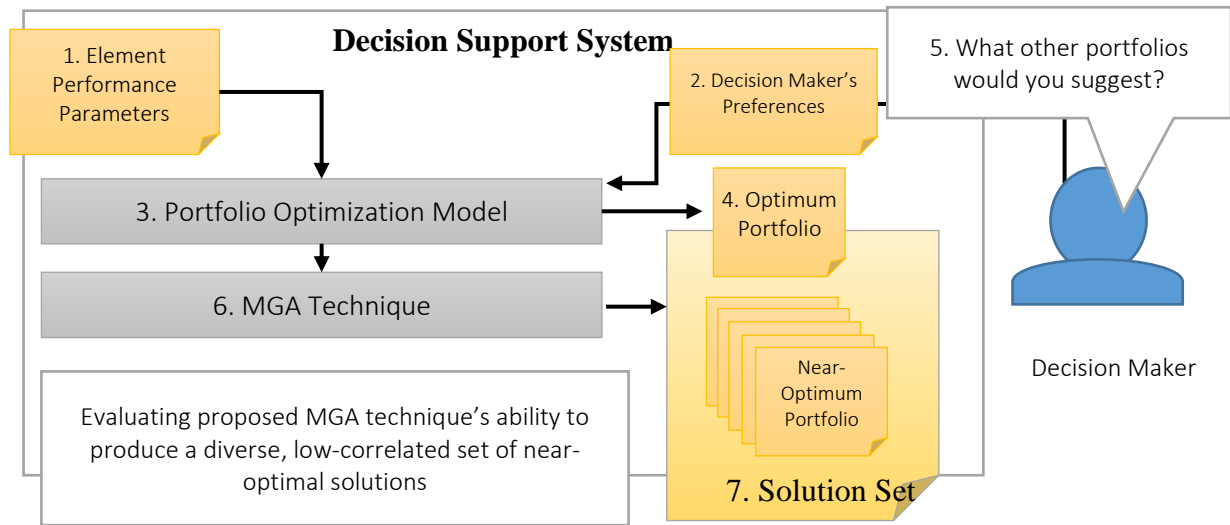 Decision Support System
1. Element
Performance
Parameters
2. Decision Maker's
Preferences
5. What other portfolios
would you suggest?
3. Portfolio Optimization Model
4. Optimum
Portfolio
6. MGA Technique
Near-
Optimum
Portfolio
Decision Maker
Evaluating proposed MGA technique's ability to
produce a diverse, low-correlated set of near-
optimal solutions
7. Solution Set